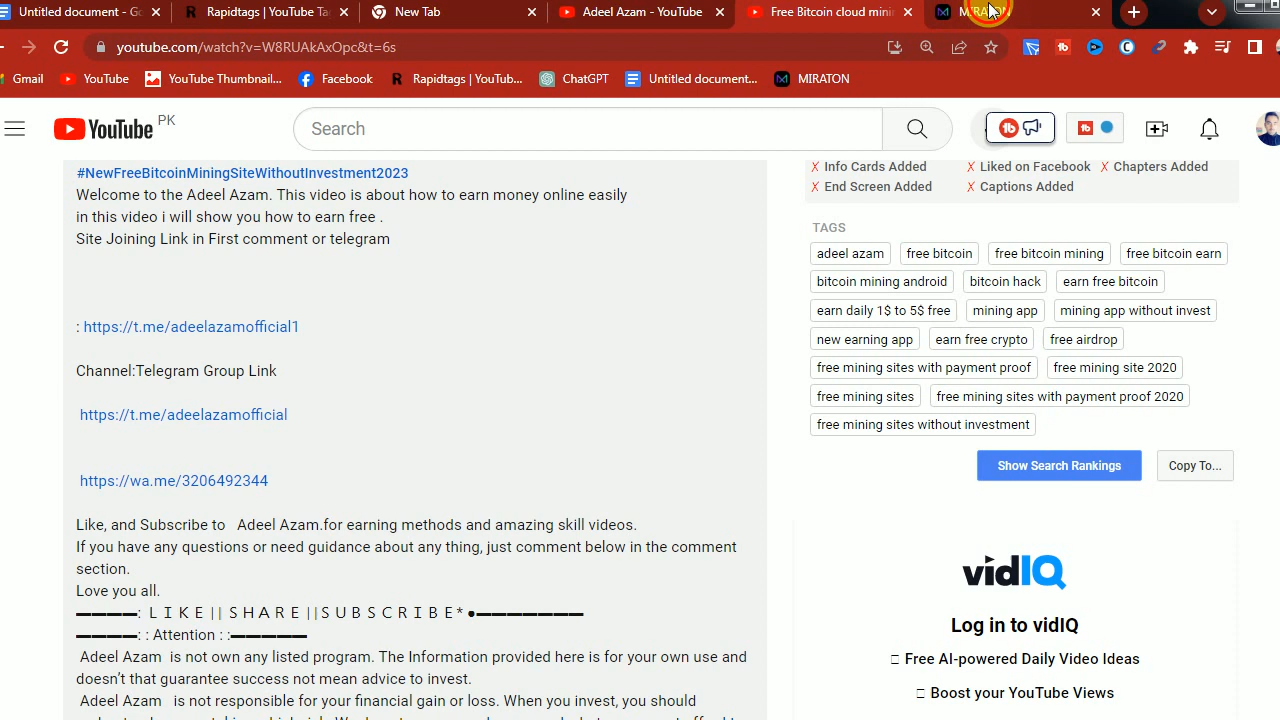 Untitled document - Go
Rapidtags | YouTube Ta
New Tab
Adeel Azam - YouTube
Free Bitcoin cloud mini
MIRATON
youtube.com/watch?v=W8RUAkAxOpc&t=6s
Gmail
YouTube
YouTube Thumbnail...
Facebook
Rapidtags | YouTub...
ChatGPT
Untitled document...
MIRATON
YouTube PK
Search
#NewFreeBitcoinMiningSiteWithoutInvestment2023
Welcome to the Adeel Azam. This video is about how to earn money online easily
in this video i will show you how to earn free .
Site Joining Link in First comment or telegram
: https://t.me/adeelazamofficial1
Channel:Telegram Group Link
https://t.me/adeelazamofficial
https://wa.me/3206492344
Like, and Subscribe to Adeel Azam.for earning methods and amazing skill videos.
If you have any questions or need guidance about any thing, just comment below in the comment
section.
Love you all.
▬▬▬▬: L I K E || S H A R E ||S U B S C R I B E* ●▬▬▬▬▬▬▬
▬▬▬▬: : Attention : :▬▬▬▬▬
Adeel Azam is not own any listed program. The Information provided here is for your own use and
doesn't that guarantee success not mean advice to invest.
Adeel Azam is not responsible for your financial gain or loss. When you invest, you should
X Info Cards Added
X Liked on Facebook
X Chapters Added
X End Screen Added
X Captions Added
TAGS
adeel azam
free bitcoin
free bitcoin mining
free bitcoin earn
bitcoin mining android
bitcoin hack
earn free bitcoin
earn daily 1$ to 5$ free
mining app
mining app without invest
new earning app
earn free crypto
free airdrop
free mining sites with payment proof
free mining site 2020
free mining sites
free mining sites with payment proof 2020
free mining sites without investment
Show Search Rankings
Copy To...
vidIQ
Log in to vidIQ
Free AI-powered Daily Video Ideas
Boost your YouTube Views